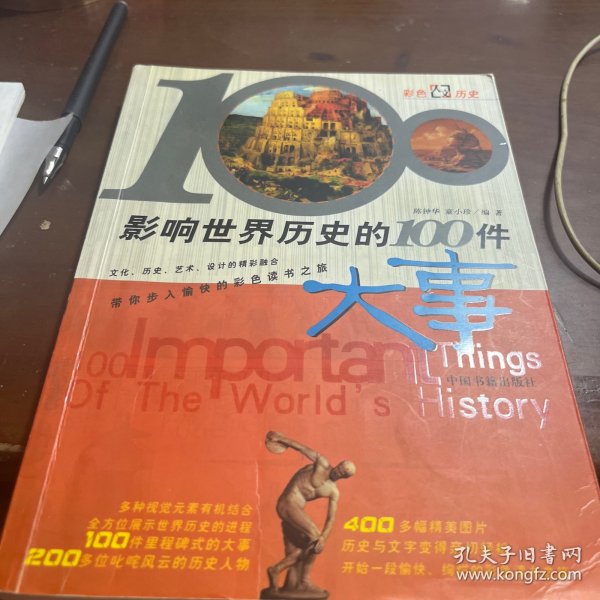 100
彩色 人文 历史
陈钟华 童小珍/编著
影响世界历史的100件
大事
文化、历史、艺术、设计的精彩融合
带你步入愉快的彩色读书之旅
100 Important Things
Of The World's History
中国书籍出版社
多种视觉元素有机结合
全方位展示世界历史的进程
100件里程碑式的大事
200多位叱咤风云的历史人物
400多幅精美图片
历史与文字变得
开始一段愉快、
孔夫子旧书网
www.kongfz.com